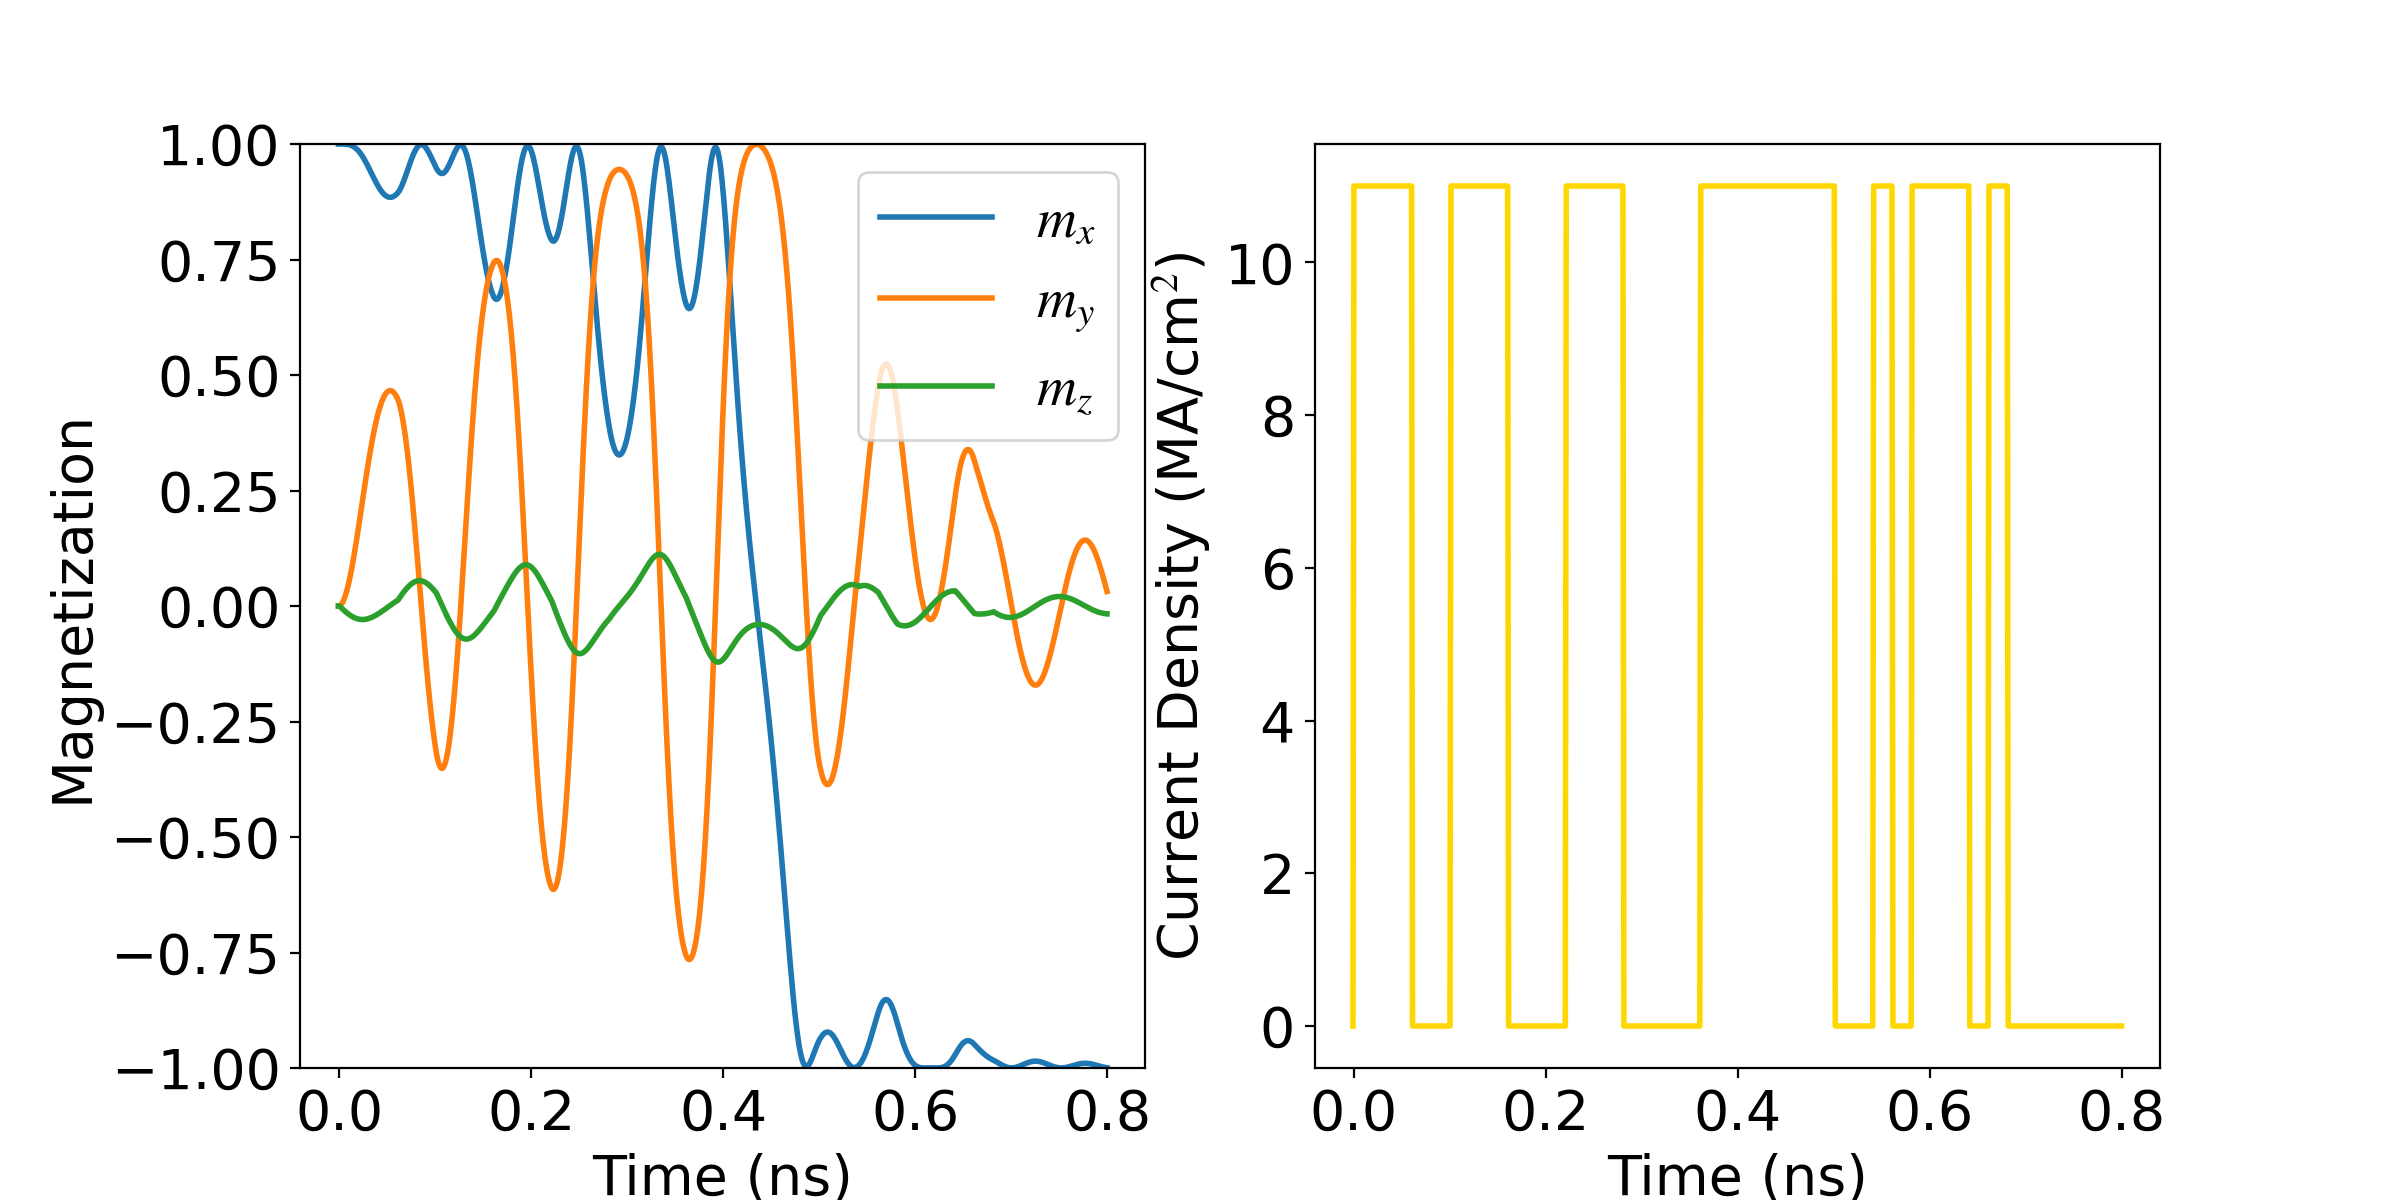 1.00
0.75
0.50
0.25
0.00
−0.25
−0.50
−0.75
−1.00
Magnetization
0.0 0.2 0.4 0.6 0.8
Time (ns)
m_x
m_y
m_z
10
8
6
4
2
0
Current Density (MA/cm²)
0.0 0.2 0.4 0.6 0.8
Time (ns)